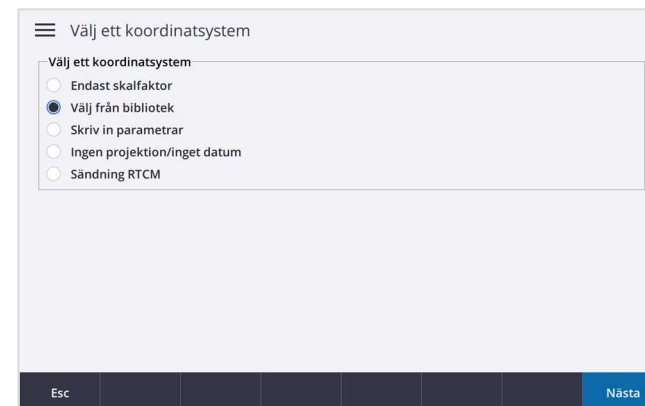 Välj ett koordinatsystem
Välj ett koordinatsystem
Endast skalfaktor
Välj från bibliotek
Skriv in parametrar
Ingen projektion/inget datum
Sändning RTCM
Esc
Nästa